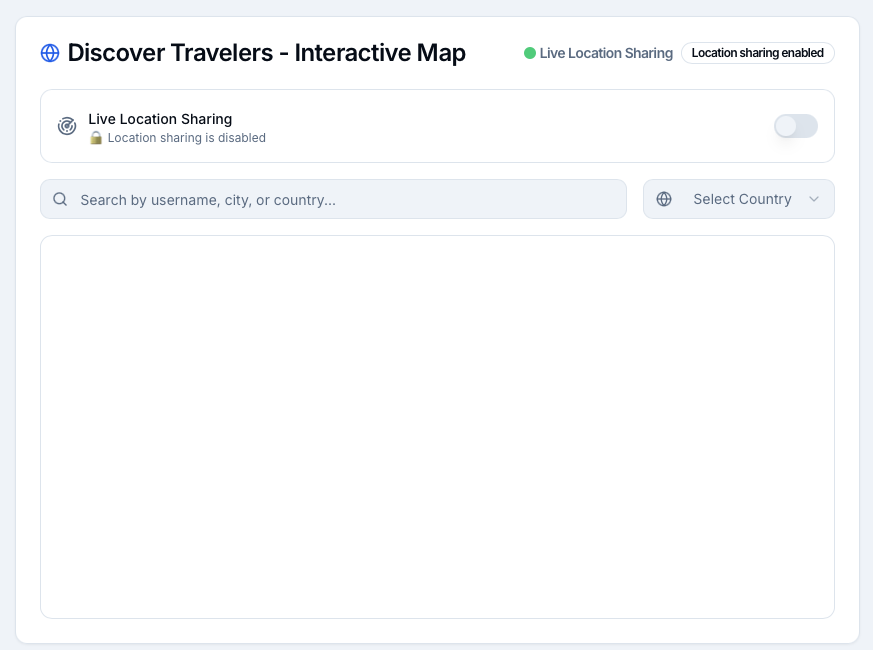 Discover Travelers - Interactive Map
Live Location Sharing
Location sharing enabled
Live Location Sharing
🔒 Location sharing is disabled
Search by username, city, or country...
Select Country